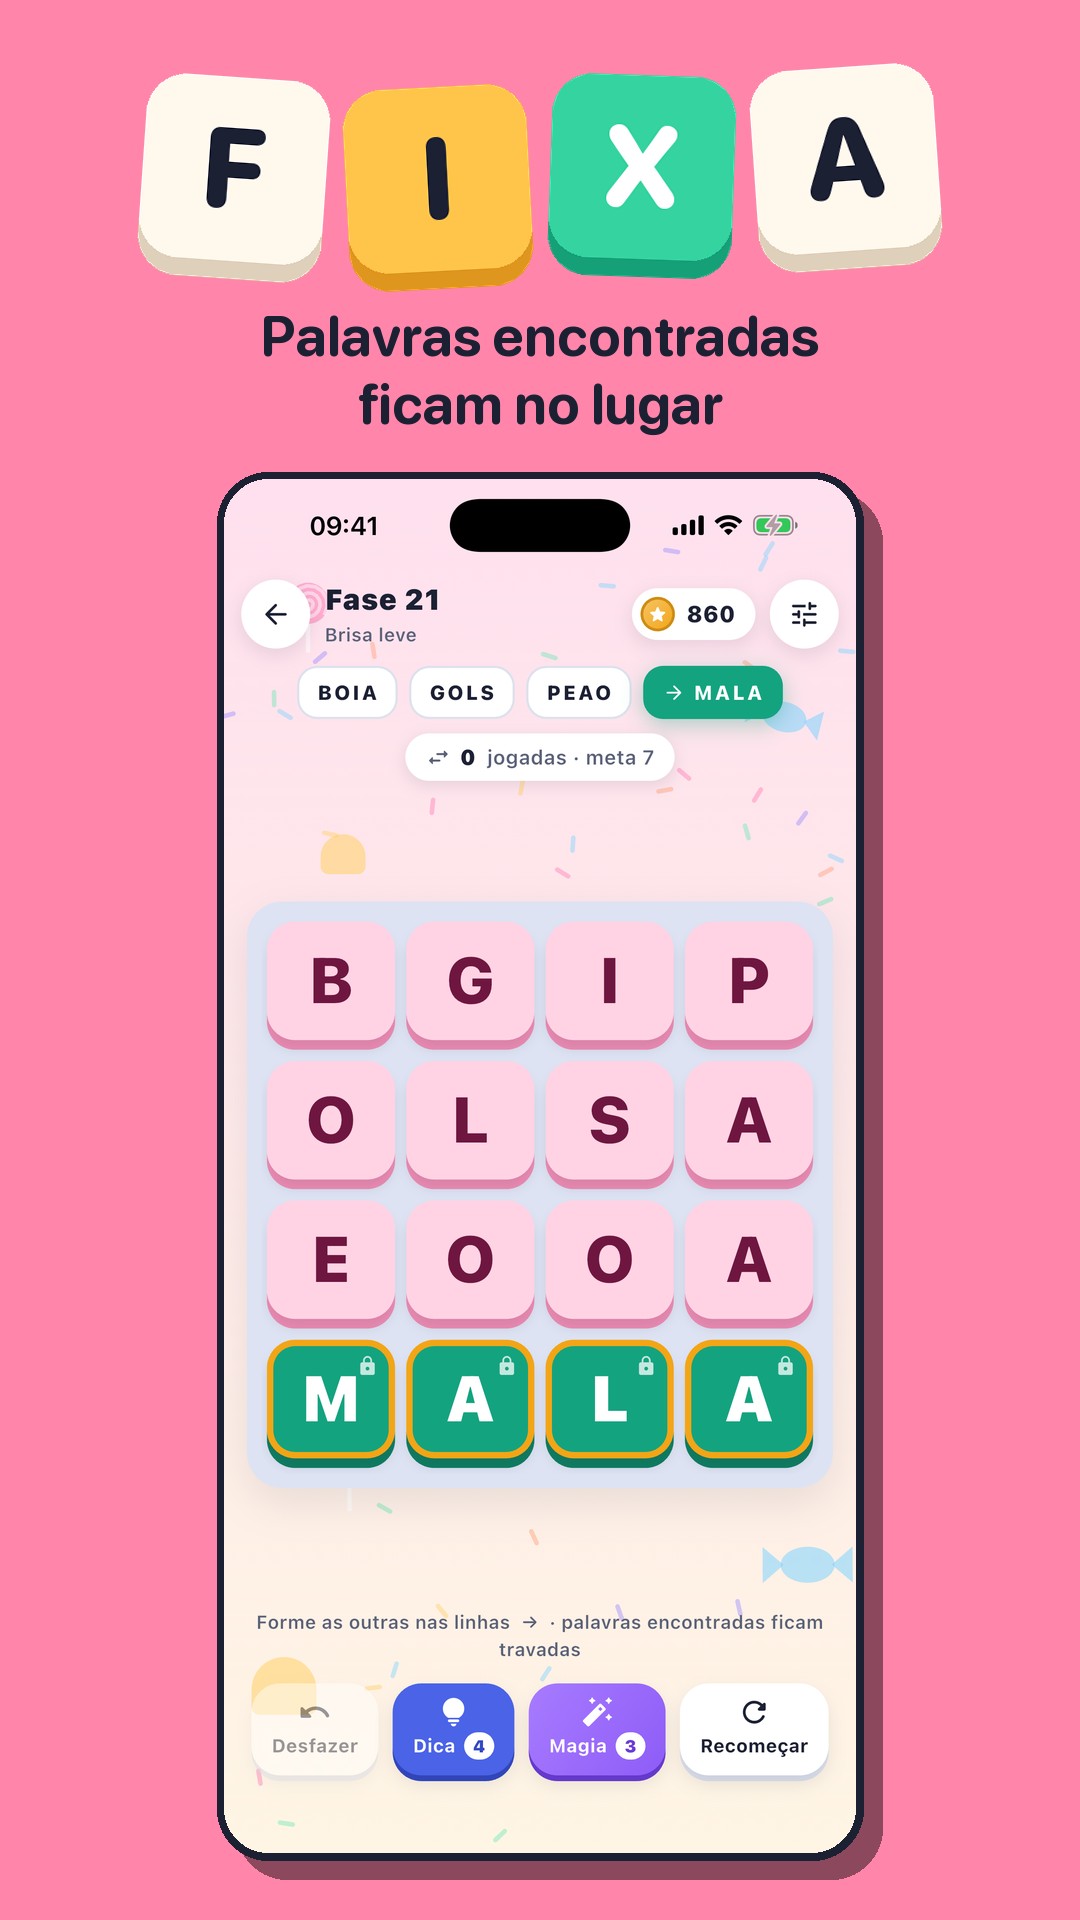 FIXA
Palavras encontradas
ficam no lugar
09:41
Fase 21
Brisa leve
860
BOIA GOLS PEAO → MALA
0 jogadas · meta 7
B G I P
O L S A
E O O A
M A L A
Forme as outras nas linhas → · palavras encontradas ficam
travadas
Desfazer Dica 4 Magia 3 Recomeçar